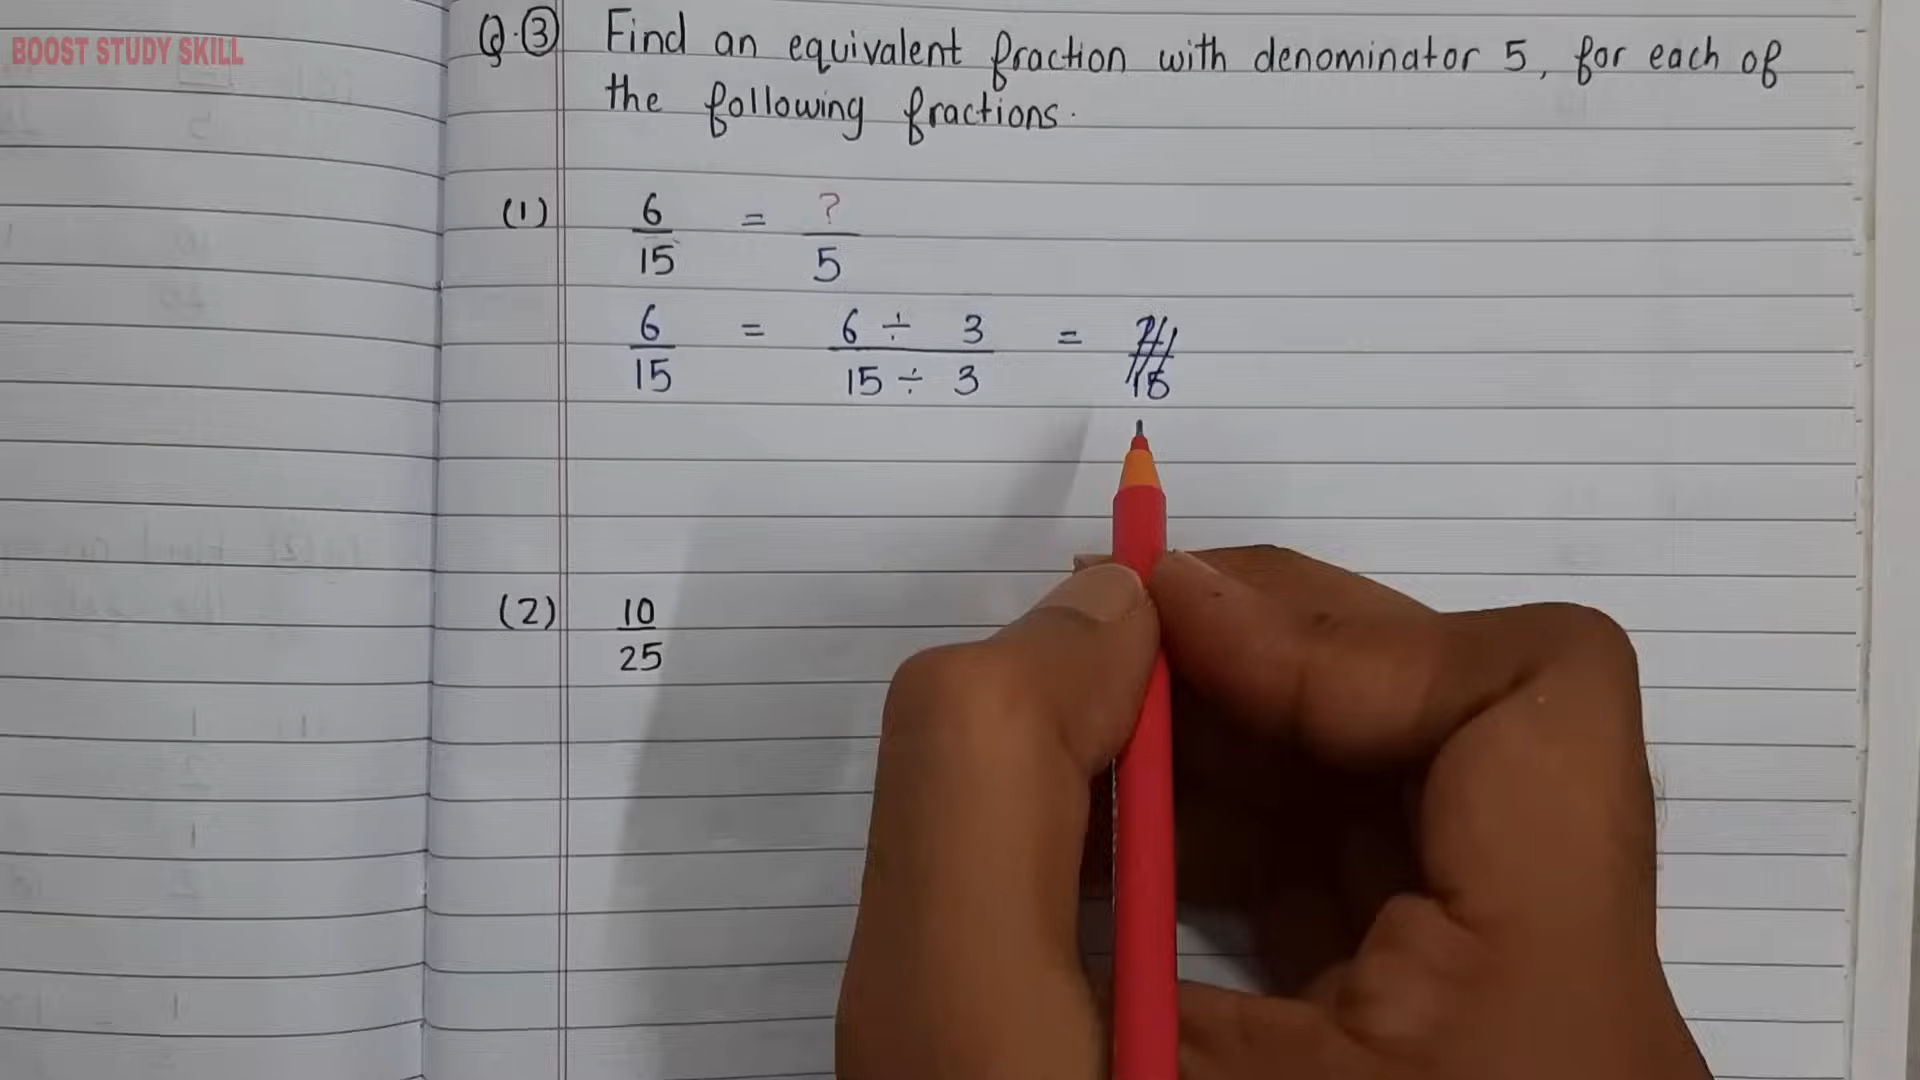 BOOST STUDY SKILL
Q.③ Find an equivalent fraction with denominator 5, for each of
the following fractions.
(1) 6/15 = ?/5
6/15 = 6 ÷ 3/15 ÷ 3 =
(2) 10/25